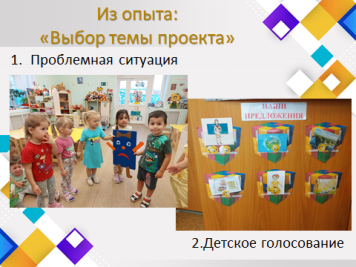 Из опыта:
«Выбор темы проекта»
1. Проблемная ситуация
НАШИ
ПРЕДЛОЖЕНИЯ
2.Детское голосование